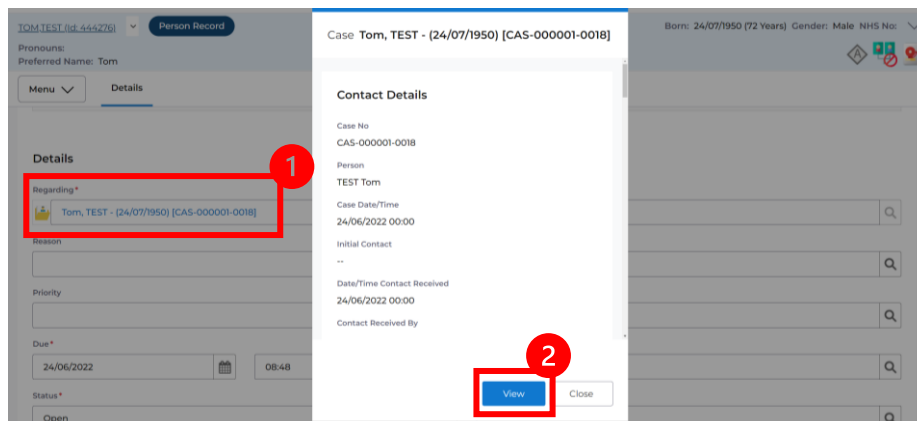 TOM,TEST (Id: 444276) Person Record
Born: 24/07/1950 (72 Years) Gender: Male NHS No:
Pronouns:
Preferred Name: Tom
A
Menu Details
Details
1
Regarding*
Tom, TEST - (24/07/1950) [CAS-000001-0018]
Reason
Priority
Due*
24/06/2022 08:48
Status*
Open
Case Tom, TEST - (24/07/1950) [CAS-000001-0018]
Contact Details
Case No
CAS-000001-0018
Person
TEST Tom
Case Date/Time
24/06/2022 00:00
Initial Contact
--
Date/Time Contact Received
24/06/2022 00:00
Contact Received By
2
View Close